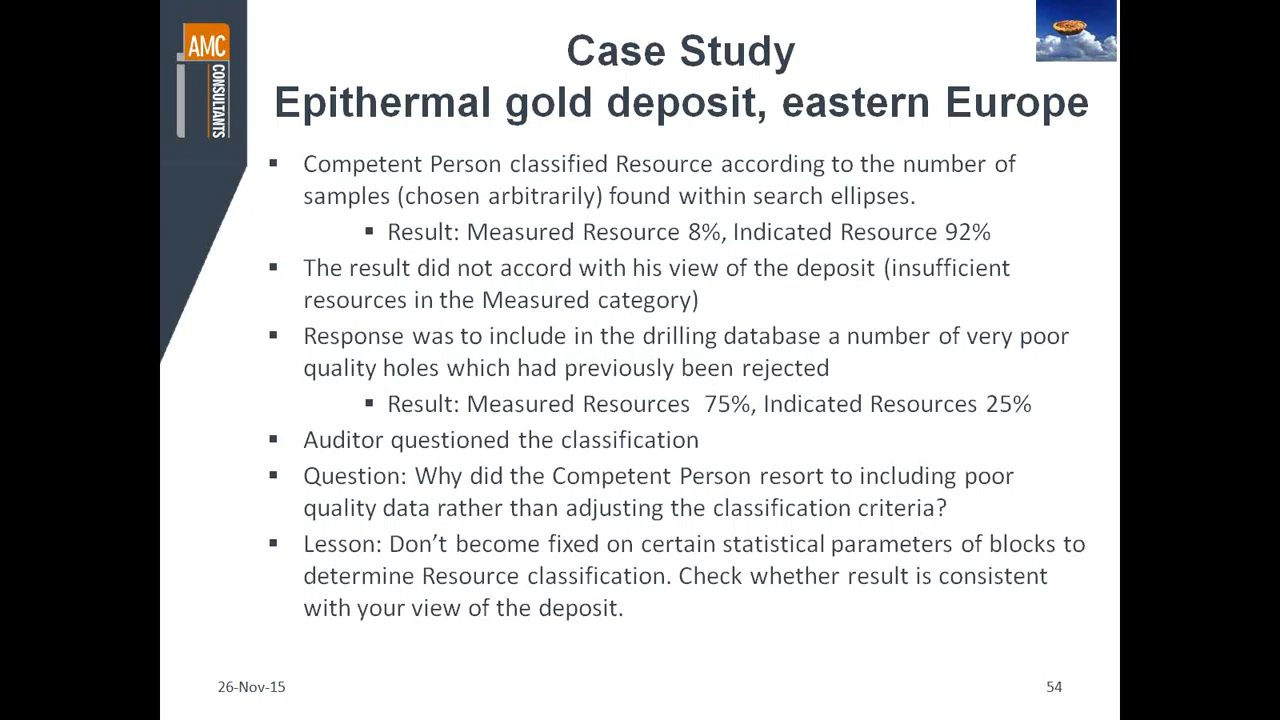 AMC
CONSULTANTS
Case Study
Epithermal gold deposit, eastern Europe
▪ Competent Person classified Resource according to the number of
samples (chosen arbitrarily) found within search ellipses.
▪ Result: Measured Resource 8%, Indicated Resource 92%
▪ The result did not accord with his view of the deposit (insufficient
resources in the Measured category)
▪ Response was to include in the drilling database a number of very poor
quality holes which had previously been rejected
▪ Result: Measured Resources  75%, Indicated Resources 25%
▪ Auditor questioned the classification
▪ Question: Why did the Competent Person resort to including poor
quality data rather than adjusting the classification criteria?
▪ Lesson: Don’t become fixed on certain statistical parameters of blocks to
determine Resource classification. Check whether result is consistent
with your view of the deposit.
26-Nov-15
54